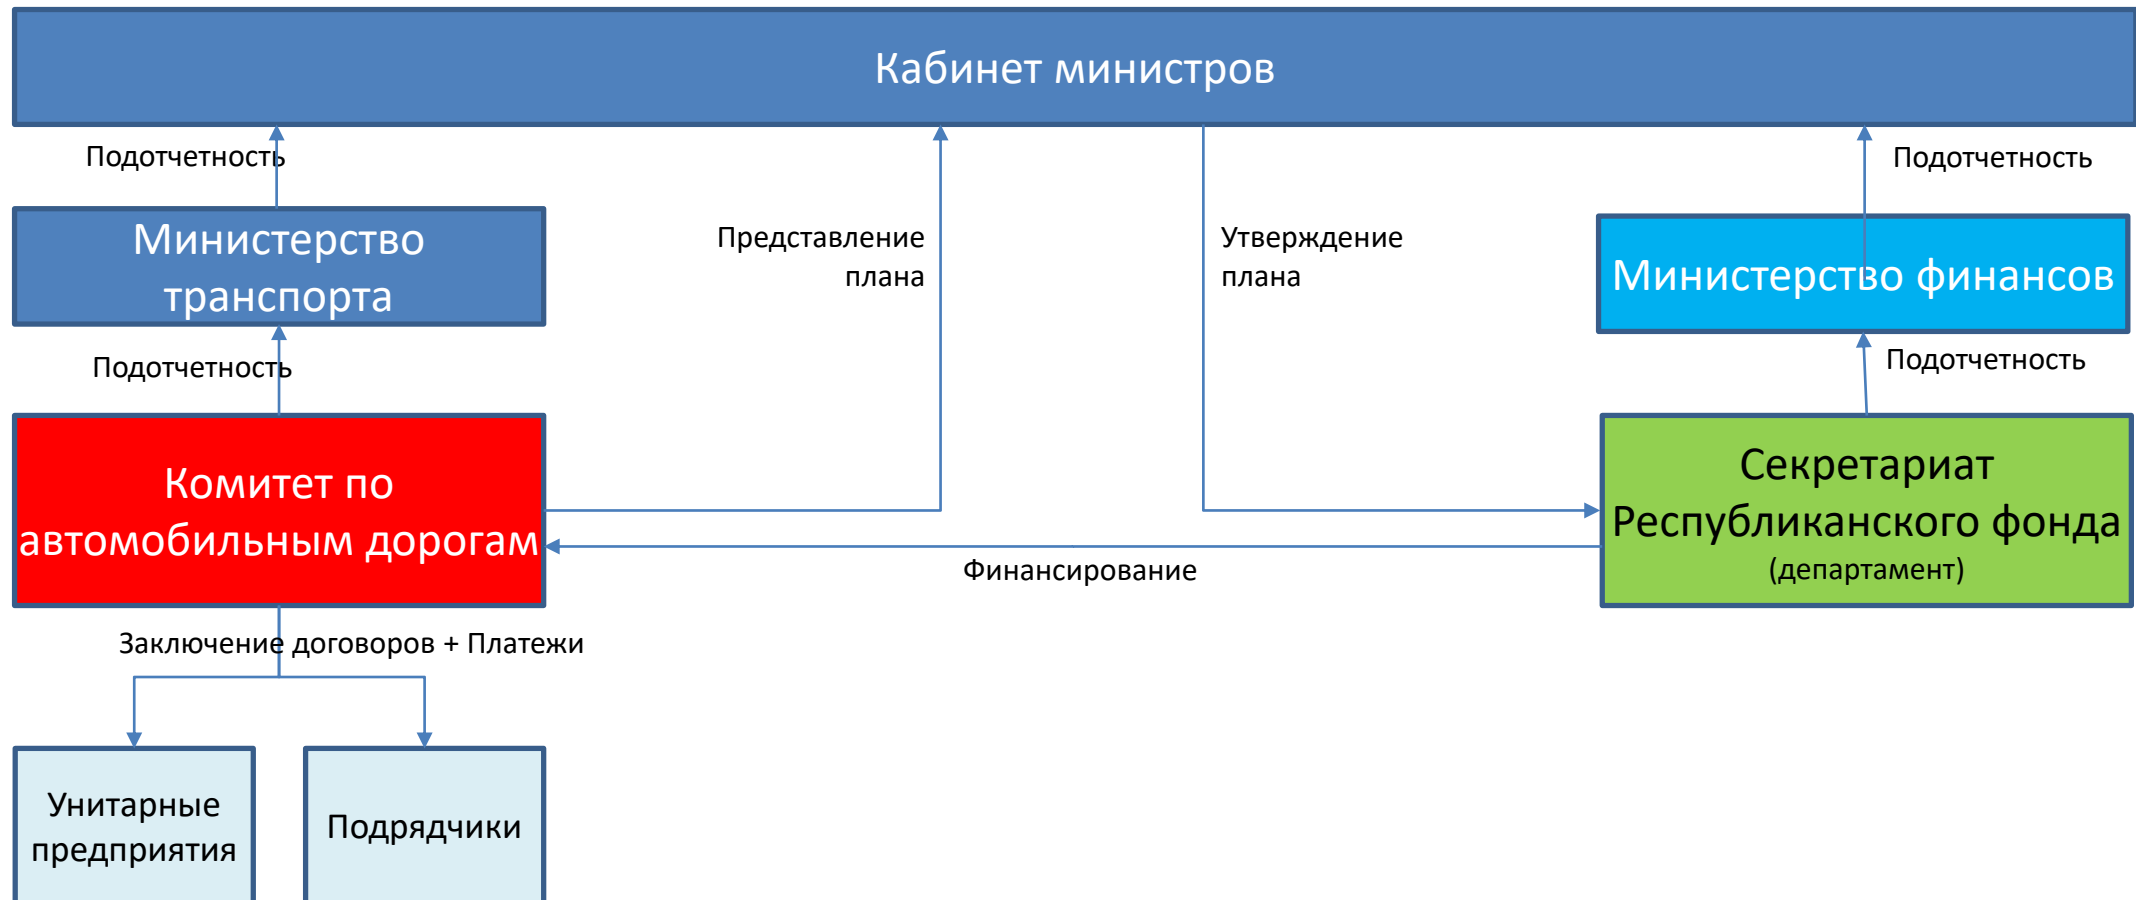 Кабинет министров
Подотчетность
Подотчетность
Министерство
транспорта
Представление
плана
Утверждение
плана
Министерство финансов
Подотчетность
Подотчетность
Комитет по
автомобильным дорогам
Секретариат
Республиканского фонда
(департамент)
Финансирование
Заключение договоров + Платежи
Унитарные
предприятия
Подрядчики